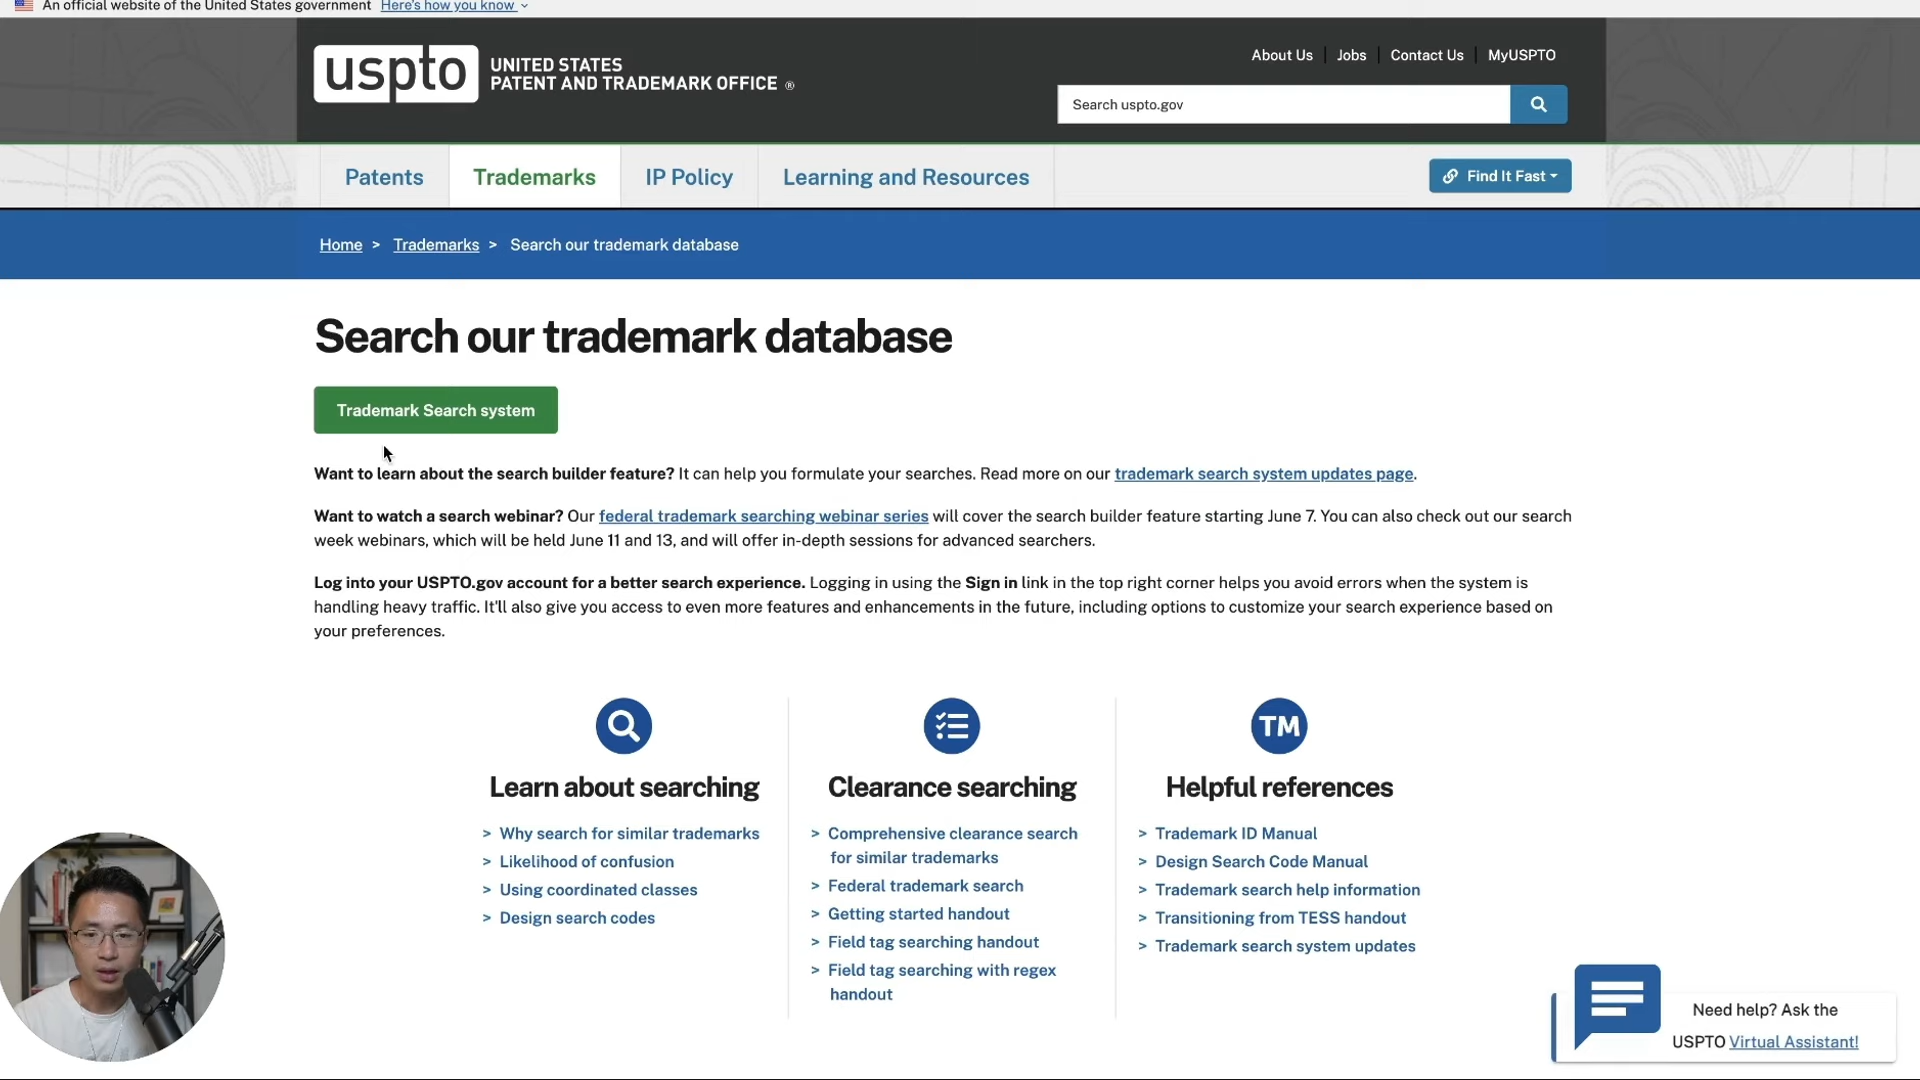 An official website of the United States government Here's how you know
uspto UNITED STATES
PATENT AND TRADEMARK OFFICE ®
About Us Jobs Contact Us MyUSPTO
Search uspto.gov
Patents Trademarks IP Policy Learning and Resources Find It Fast
Home > Trademarks > Search our trademark database
Search our trademark database
Trademark Search system
Want to learn about the search builder feature? It can help you formulate your searches. Read more on our trademark search system updates page.
Want to watch a search webinar? Our federal trademark searching webinar series will cover the search builder feature starting June 7. You can also check out our search
week webinars, which will be held June 11 and 13, and will offer in-depth sessions for advanced searchers.
Log into your USPTO.gov account for a better search experience. Logging in using the Sign in link in the top right corner helps you avoid errors when the system is
handling heavy traffic. It'll also give you access to even more features and enhancements in the future, including options to customize your search experience based on
your preferences.
Learn about searching
> Why search for similar trademarks
> Likelihood of confusion
> Using coordinated classes
> Design search codes
Clearance searching
> Comprehensive clearance search
for similar trademarks
> Federal trademark search
> Getting started handout
> Field tag searching handout
> Field tag searching with regex
handout
TM
Helpful references
> Trademark ID Manual
> Design Search Code Manual
> Trademark search help information
> Transitioning from TESS handout
> Trademark search system updates
Need help? Ask the
USPTO Virtual Assistant!